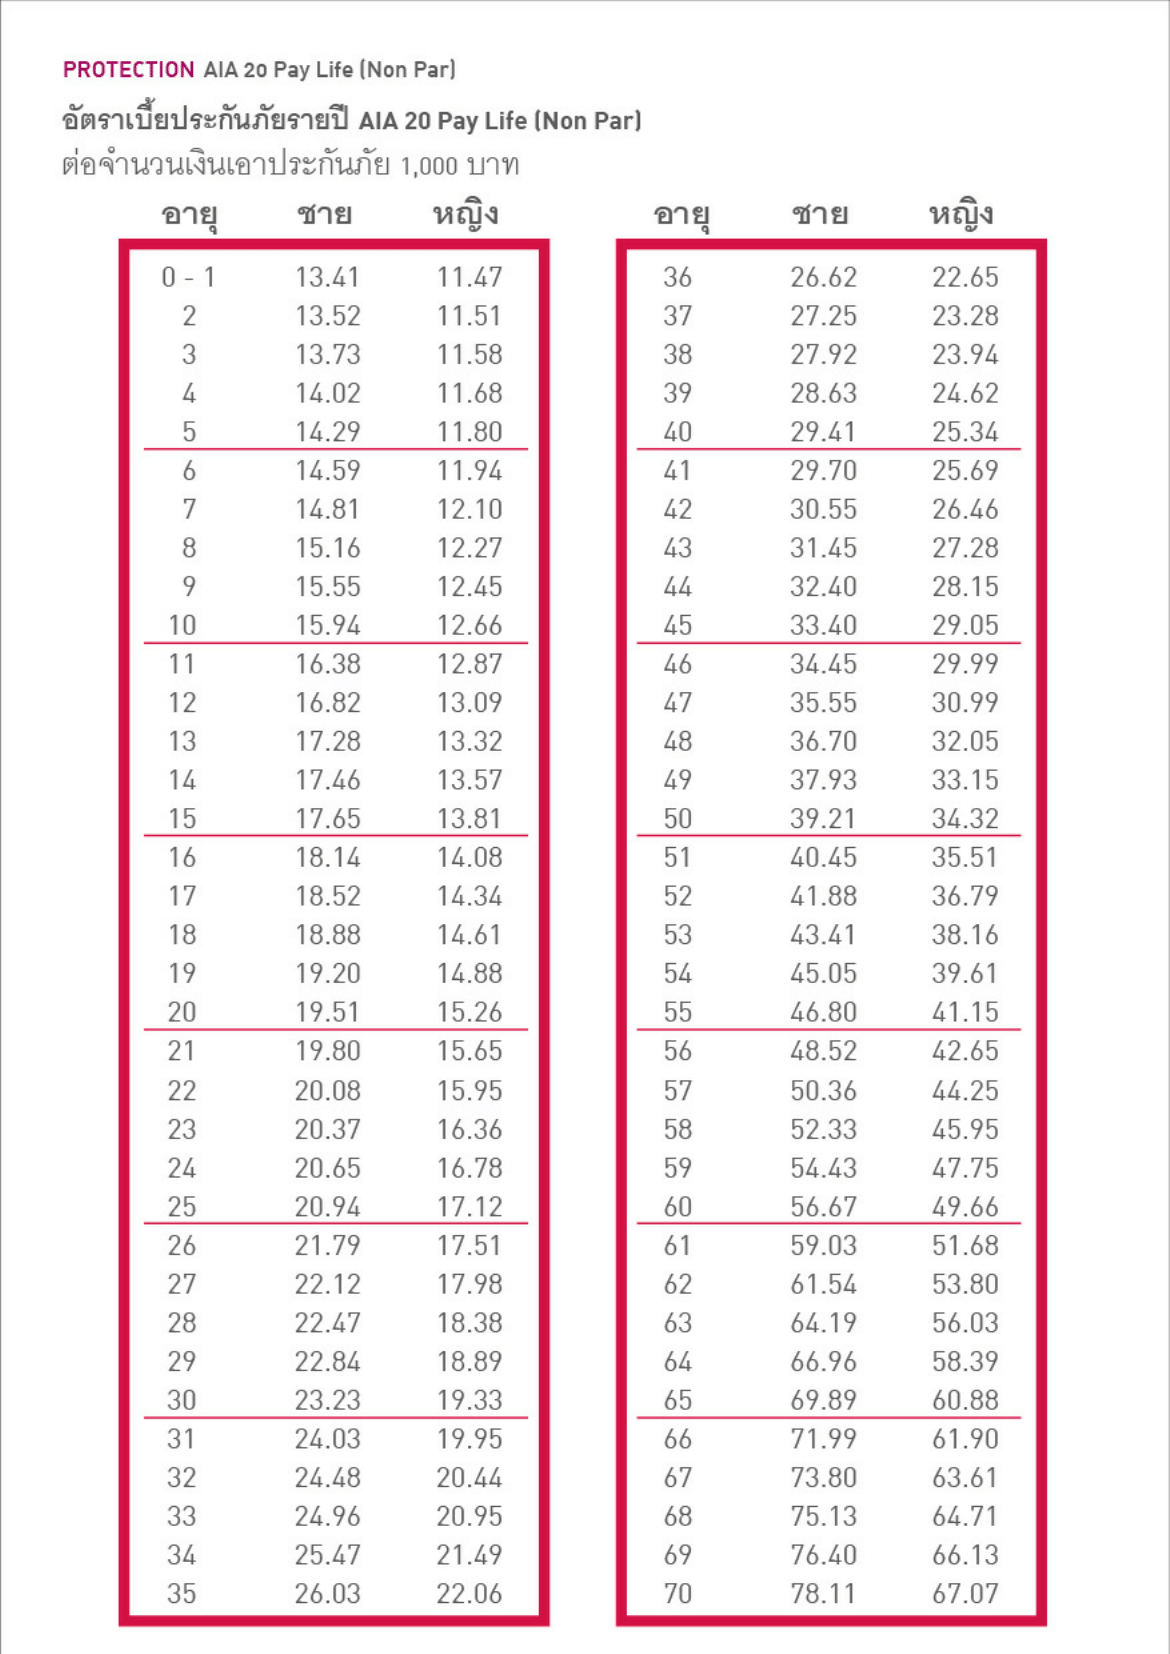 PROTECTION AIA 20 Pay Life (Non Par)
อัตราเบี้ยประกันภัยรายปี AIA 20 Pay Life (Non Par)
ต่อจำนวนเงินเอาประกันภัย 1,000 บาท
อายุ ชาย หญิง
0 - 1 13.41 11.47
2 13.52 11.51
3 13.73 11.58
4 14.02 11.68
5 14.29 11.80
6 14.59 11.94
7 14.81 12.10
8 15.16 12.27
9 15.55 12.45
10 15.94 12.66
11 16.38 12.87
12 16.82 13.09
13 17.28 13.32
14 17.46 13.57
15 17.65 13.81
16 18.14 14.08
17 18.52 14.34
18 18.88 14.61
19 19.20 14.88
20 19.51 15.26
21 19.80 15.65
22 20.08 15.95
23 20.37 16.36
24 20.65 16.78
25 20.94 17.12
26 21.79 17.51
27 22.12 17.98
28 22.47 18.38
29 22.84 18.89
30 23.23 19.33
31 24.03 19.95
32 24.48 20.44
33 24.96 20.95
34 25.47 21.49
35 26.03 22.06
อายุ ชาย หญิง
36 26.62 22.65
37 27.25 23.28
38 27.92 23.94
39 28.63 24.62
40 29.41 25.34
41 29.70 25.69
42 30.55 26.46
43 31.45 27.28
44 32.40 28.15
45 33.40 29.05
46 34.45 29.99
47 35.55 30.99
48 36.70 32.05
49 37.93 33.15
50 39.21 34.32
51 40.45 35.51
52 41.88 36.79
53 43.41 38.16
54 45.05 39.61
55 46.80 41.15
56 48.52 42.65
57 50.36 44.25
58 52.33 45.95
59 54.43 47.75
60 56.67 49.66
61 59.03 51.68
62 61.54 53.80
63 64.19 56.03
64 66.96 58.39
65 69.89 60.88
66 71.99 61.90
67 73.80 63.61
68 75.13 64.71
69 76.40 66.13
70 78.11 67.07